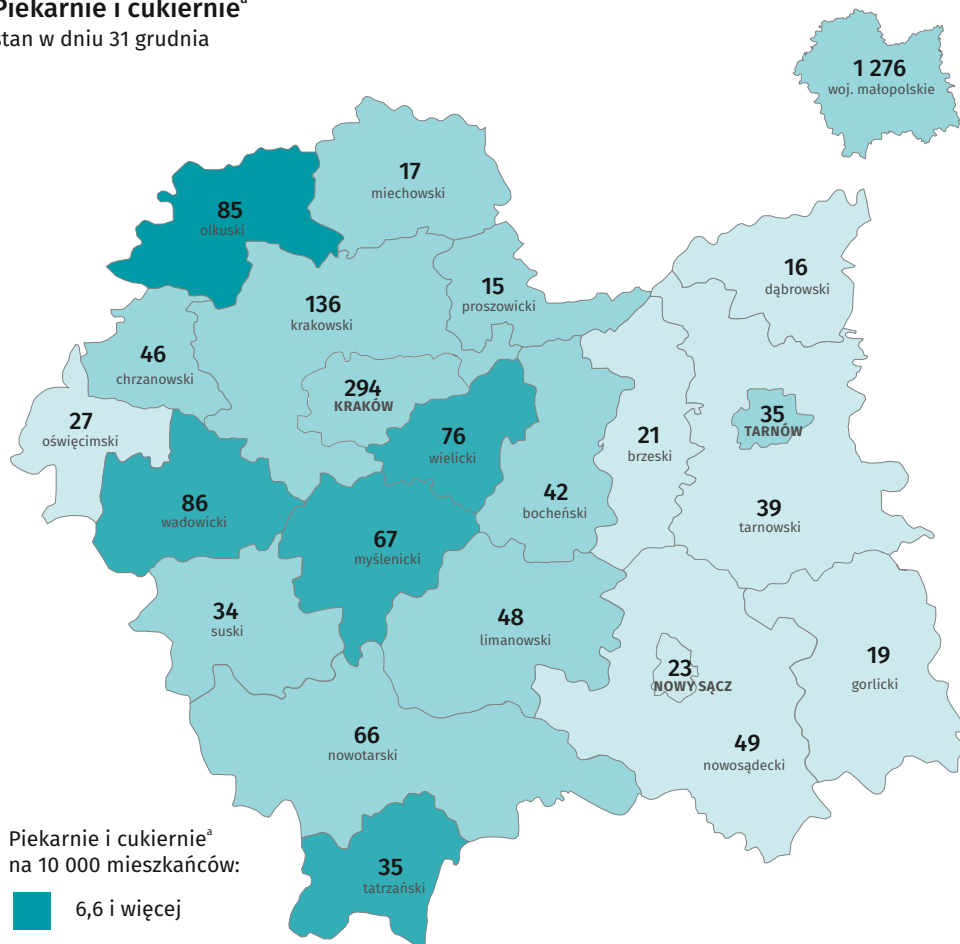 Piekarnie i cukiernieª
stan w dniu 31 grudnia
1 276
woj. małopolskie
17
miechowski
85
olkuski
16
dąbrowski
15
proszowicki
136
krakowski
46
chrzanowski
294
KRAKÓW
27
oświęcimski
35
TARNÓW
76
wielicki
21
brzeski
42
bocheński
86
wadowicki
39
tarnowski
67
myślenicki
34
suski
48
limanowski
23
NOWY SĄCZ
19
gorlicki
66
nowotarski
49
nowosądecki
35
tatrzański
Piekarnie i cukiernieª
na 10 000 mieszkańców:
6,6 i więcej